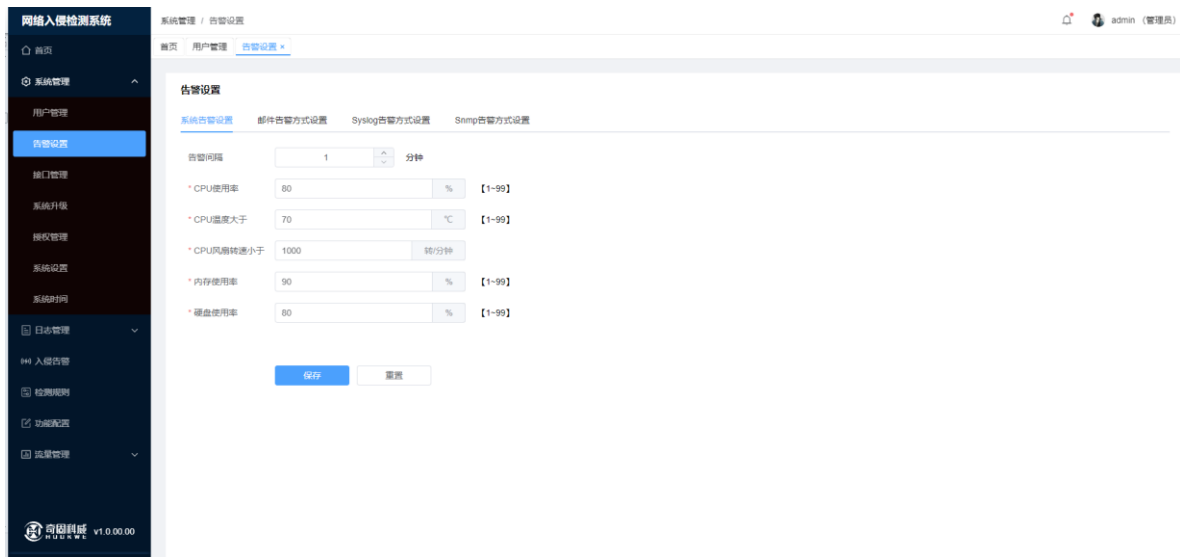 网络入侵检测系统
系统管理 / 告警设置
admin (管理员)
首页
首页 用户管理 告警设置 ×
系统管理
用户管理
告警设置
接口管理
系统升级
授权管理
系统设置
系统时间
日志管理
入侵告警
检测规则
功能配置
流量管理
告警设置
系统告警设置 邮件告警方式设置 Syslog告警方式设置 Snmp告警方式设置
告警间隔 1 分钟
* CPU使用率 80 % 【1~99】
* CPU温度大于 70 ℃ 【1~99】
* CPU风扇转速小于 1000 转/分钟
* 内存使用率 90 % 【1~99】
* 硬盘使用率 80 % 【1~99】
保存 重置
v1.0.00.00